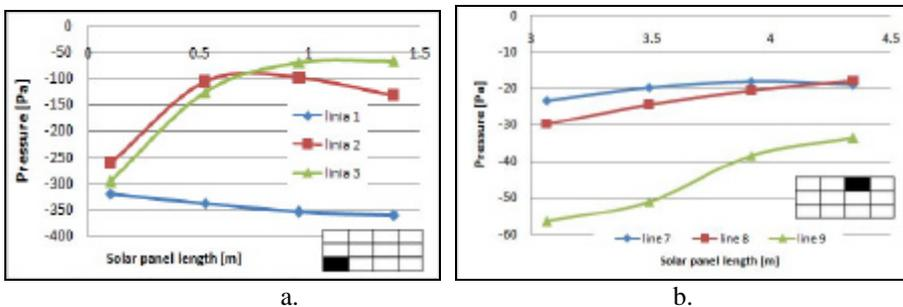 0
-50
-100
-150
-200
-250
-300
-350
-400
0 0.5 1 1.5
Pressure [Pa]
linia 1
linia 2
linia 3
Solar panel length [m]
a.
0
-10
-20
-30
-40
-50
-60
3 3.5 4 4.5
Pressure [Pa]
line 7 line 8 line 9
Solar panel length [m]
b.